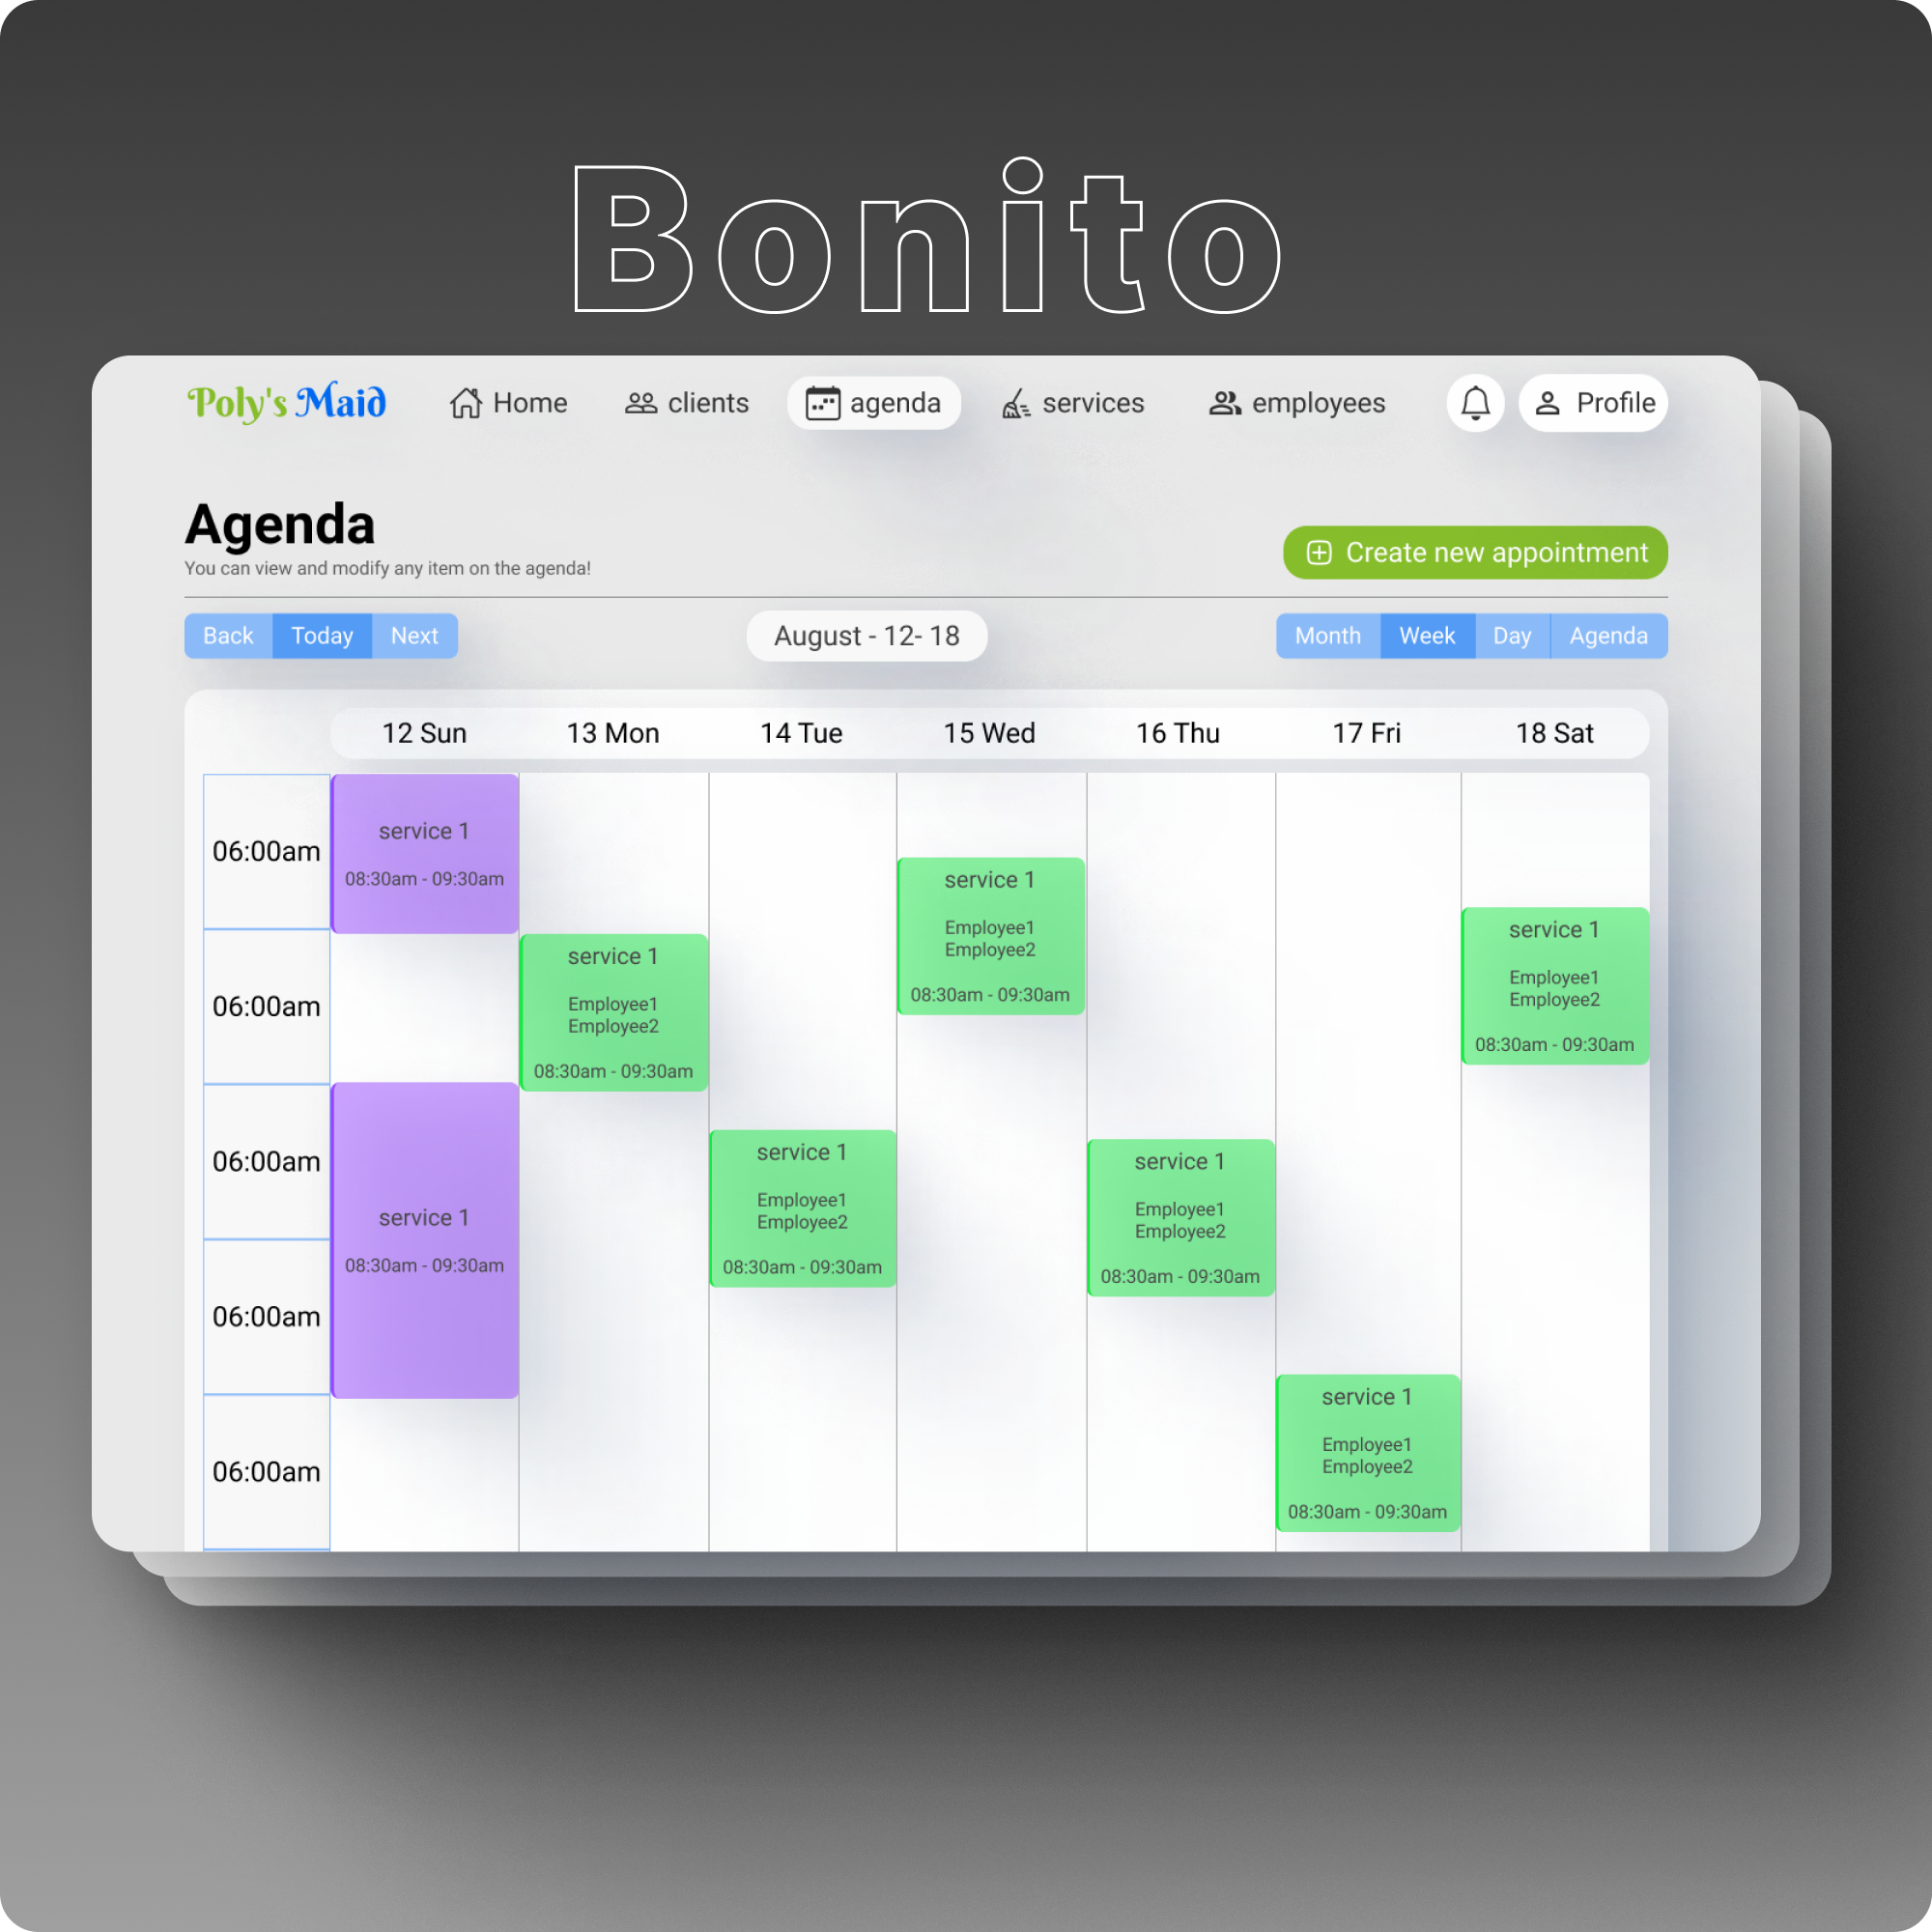 Bonito
Poly's Maid
Home
clients
agenda
services
employees
Profile
Agenda
You can view and modify any item on the agenda!
Create new appointment
Back
Today
Next
August - 12- 18
Month
Week
Day
Agenda
12 Sun
13 Mon
14 Tue
15 Wed
16 Thu
17 Fri
18 Sat
06:00am
06:00am
06:00am
06:00am
06:00am
service 1
08:30am - 09:30am
service 1
08:30am - 09:30am
service 1
Employee1
Employee2
08:30am - 09:30am
service 1
Employee1
Employee2
08:30am - 09:30am
service 1
Employee1
Employee2
08:30am - 09:30am
service 1
Employee1
Employee2
08:30am - 09:30am
service 1
Employee1
Employee2
08:30am - 09:30am
service 1
Employee1
Employee2
08:30am - 09:30am